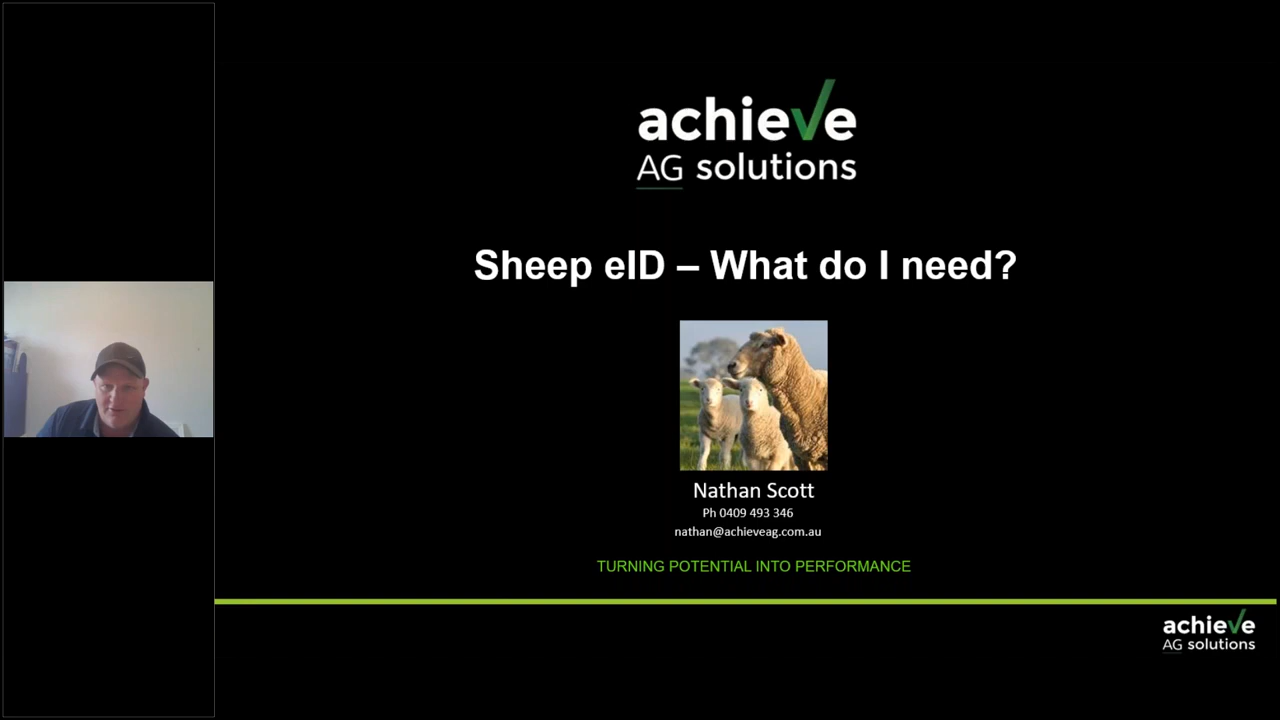 achieve
AG solutions
Sheep eID – What do I need?
Nathan Scott
Ph 0409 493 346
nathan@achieveag.com.au
TURNING POTENTIAL INTO PERFORMANCE
achieve
AG solutions